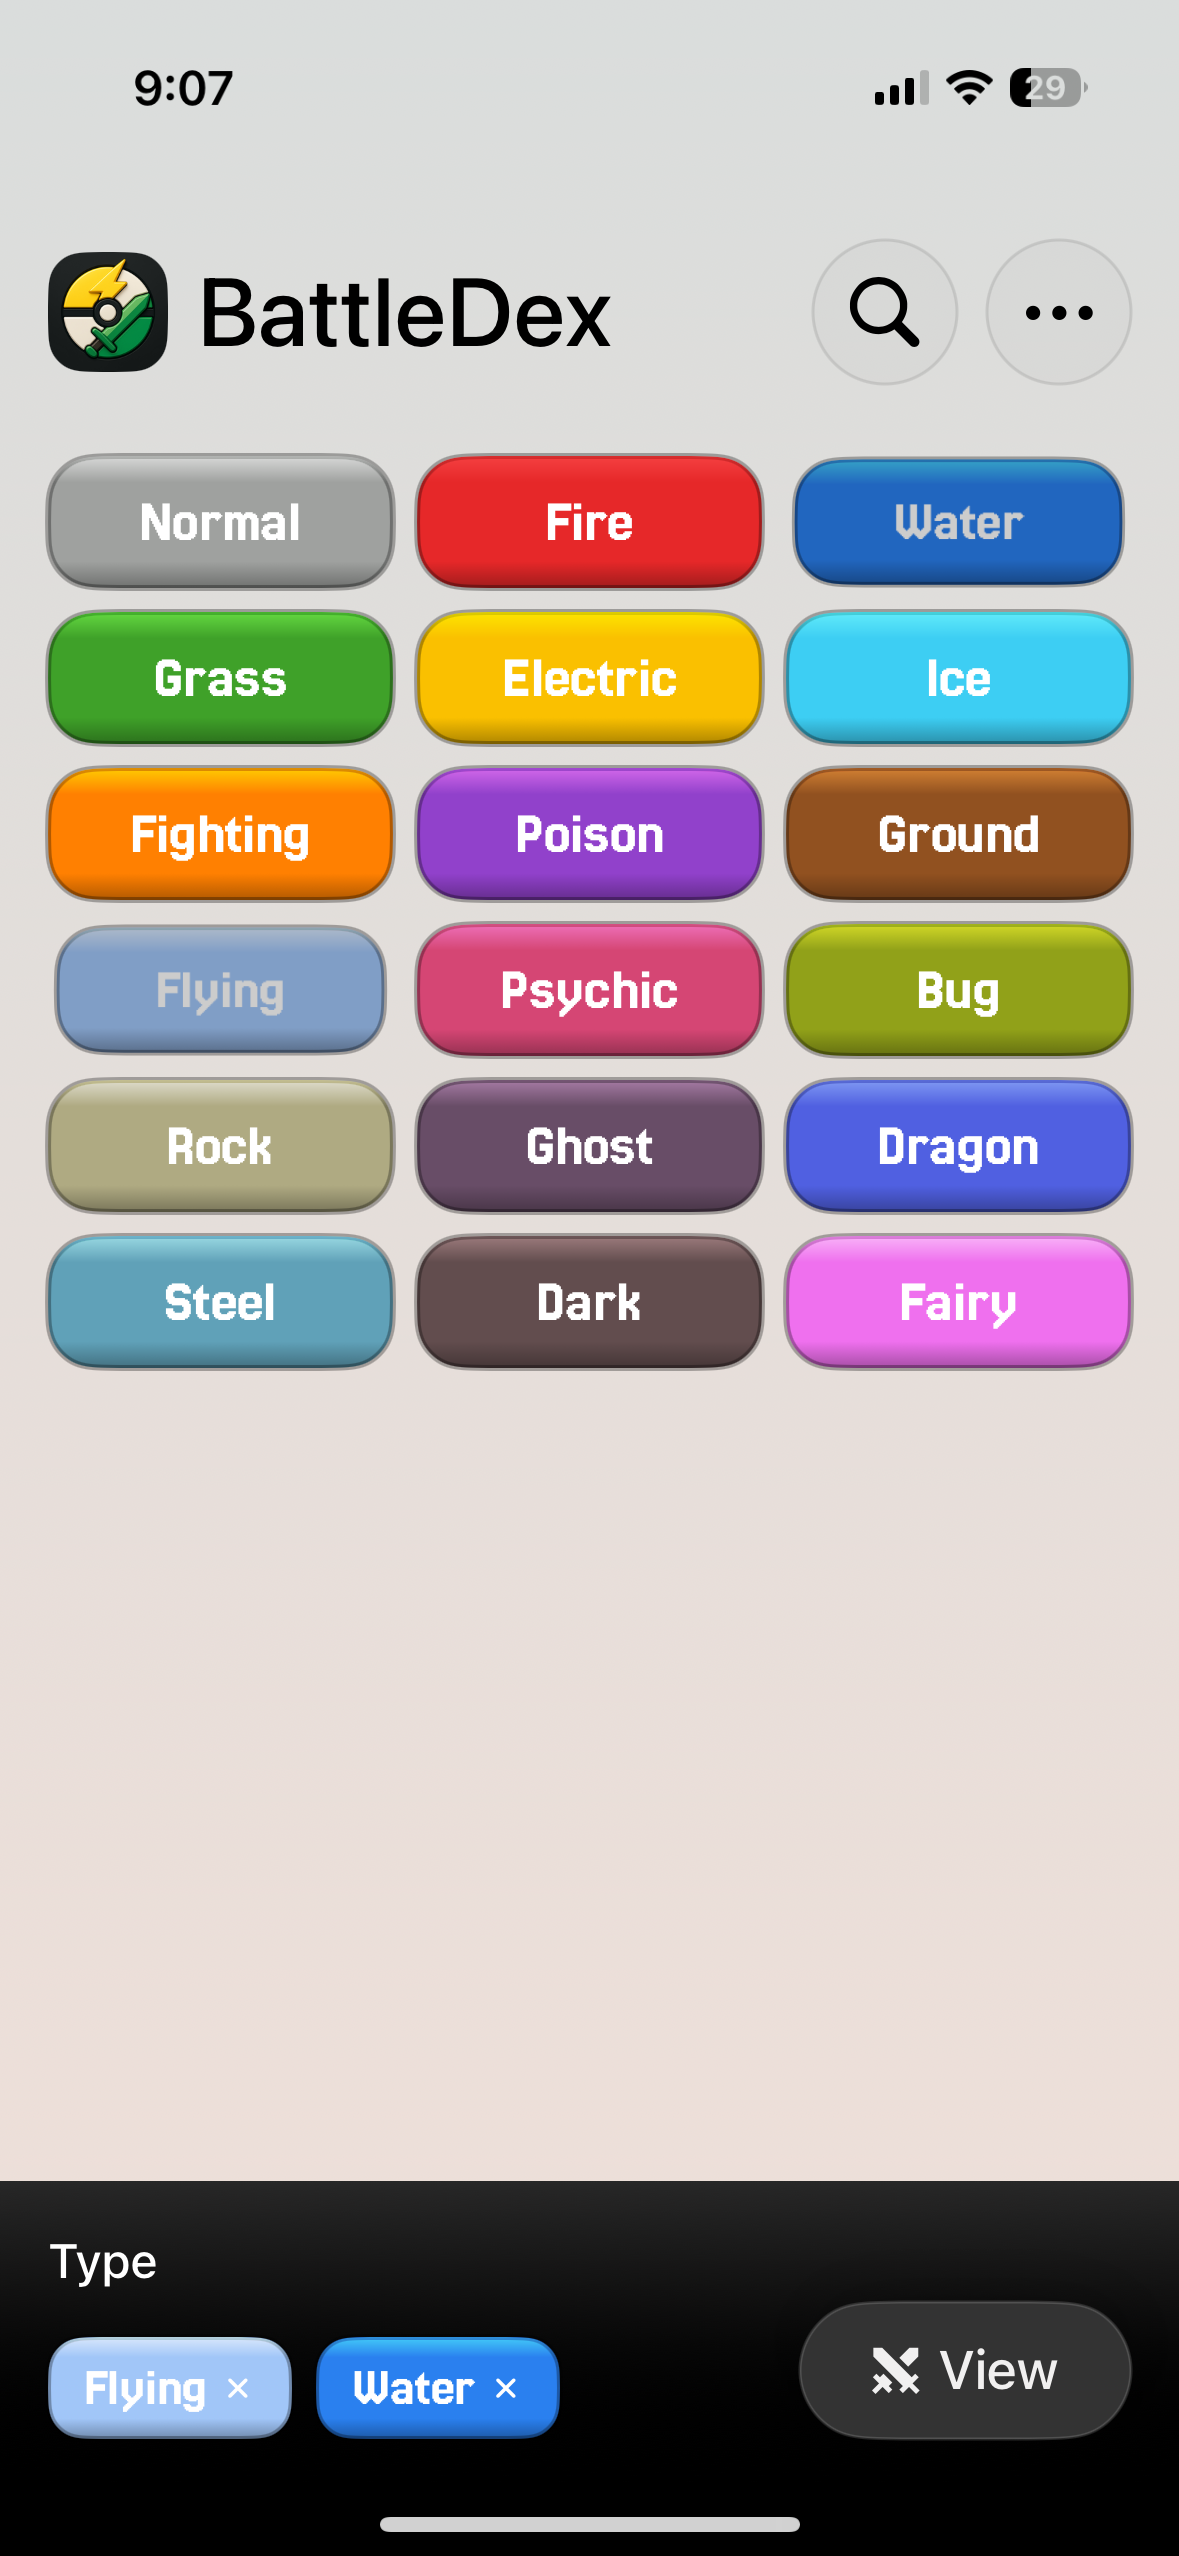 9:07
29
BattleDex
Normal Fire Water
Grass Electric Ice
Fighting Poison Ground
Flying Psychic Bug
Rock Ghost Dragon
Steel Dark Fairy
Type
Flying × Water ×
View